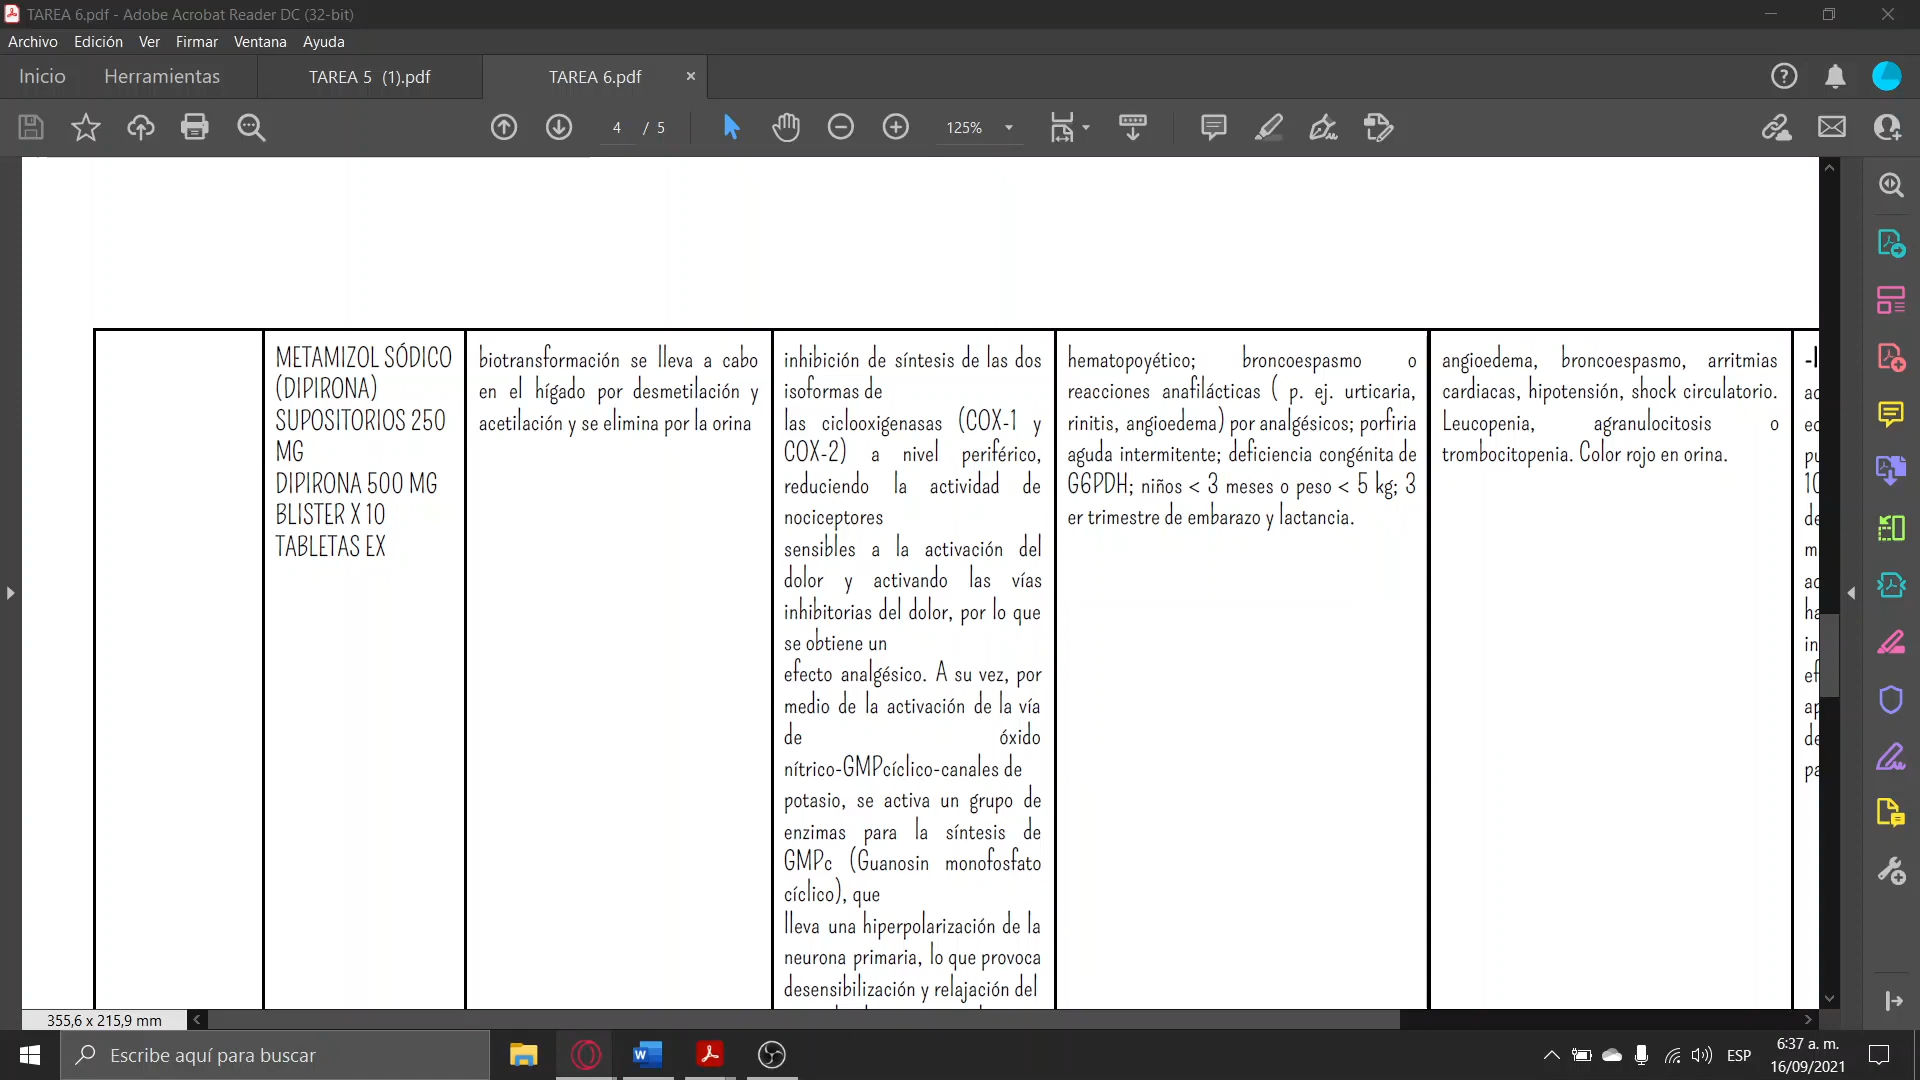 TAREA 6.pdf - Adobe Acrobat Reader DC (32-bit)
Archivo Edición Ver Firmar Ventana Ayuda
Inicio Herramientas TAREA 5 (1).pdf TAREA 6.pdf
4 / 5 125%
METAMIZOL SÓDICO
(DIPIRONA)
SUPOSITORIOS 250
MG
DIPIRONA 500 MG
BLISTER X 10
TABLETAS EX
biotransformación se lleva a cabo
en el hígado por desmetilación y
acetilación y se elimina por la orina
inhibición de síntesis de las dos
isoformas de
las ciclooxigenasas (COX-1 y
COX-2) a nivel periférico,
reduciendo la actividad de
nociceptores
sensibles a la activación del
dolor y activando las vías
inhibitorias del dolor, por lo que
se obtiene un
efecto analgésico. A su vez, por
medio de la activación de la vía
de óxido
nítrico-GMPcíclico-canales de
potasio, se activa un grupo de
enzimas para la síntesis de
GMPc (Guanosin monofosfato
cíclico), que
lleva una hiperpolarización de la
neurona primaria, lo que provoca
desensibilización y relajación del
hematopoyético; broncoespasmo o
reacciones anafilácticas ( p. ej. urticaria,
rinitis, angioedema) por analgésicos; porfiria
aguda intermitente; deficiencia congénita de
G6PDH; niños < 3 meses o peso < 5 kg; 3
er trimestre de embarazo y lactancia.
angioedema, broncoespasmo, arritmias
cardiacas, hipotensión, shock circulatorio.
Leucopenia, agranulocitosis o
trombocitopenia. Color rojo en orina.
355,6 x 215,9 mm
Escribe aquí para buscar
ESP
6:37 a. m.
16/09/2021